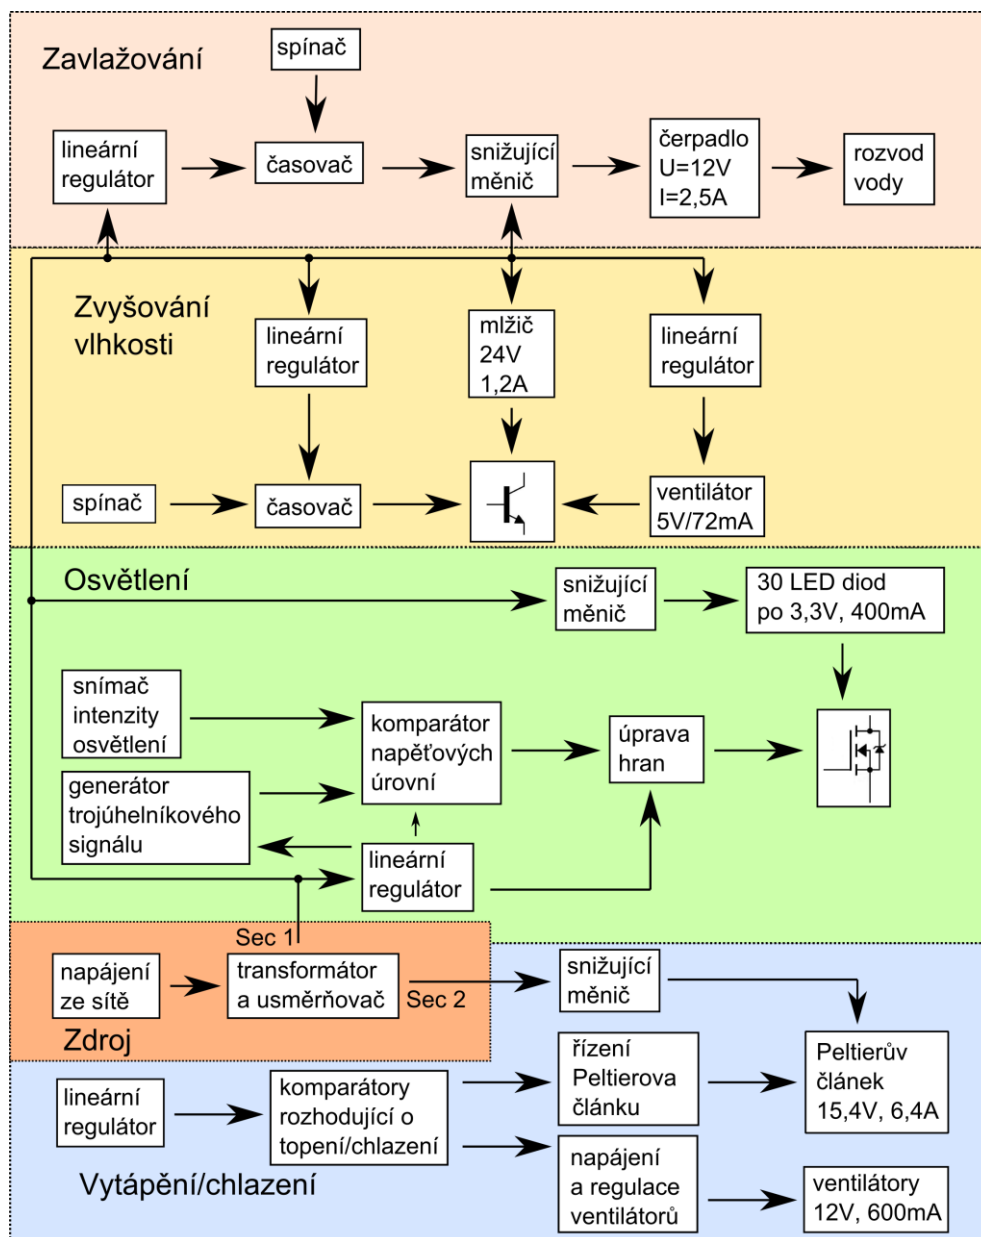 Zavlažování
spínač
lineární
regulátor
časovač
snižující
měnič
čerpadlo
U=12V
I=2,5A
rozvod
vody
Zvyšování
vlhkosti
lineární
regulátor
mlžič
24V
1,2A
lineární
regulátor
spínač
časovač
ventilátor
5V/72mA
Osvětlení
snižující
měnič
30 LED diod
po 3,3V, 400mA
snímač
intenzity
osvětlení
komparátor
napěťových
úrovní
úprava
hran
generátor
trojúhelníkového
signálu
lineární
regulátor
Sec 1
napájení
ze sítě
transformátor
a usměrňovač
Sec 2
Zdroj
snižující
měnič
lineární
regulátor
komparátory
rozhodující o
topení/chlazení
řízení
Peltierova
článku
Peltierův
článek
15,4V, 6,4A
Vytápění/chlazení
napájení
a regulace
ventilátorů
ventilátory
12V, 600mA